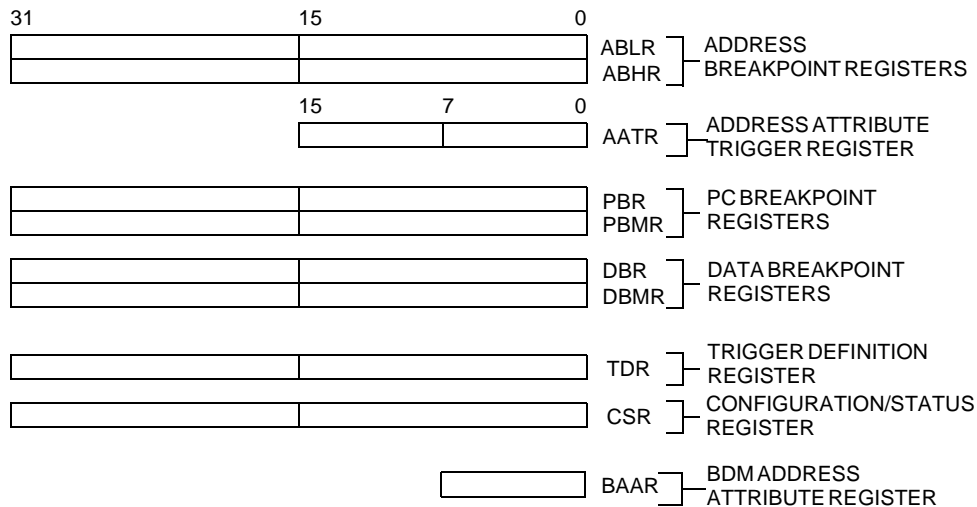 31 15 0
ABLR ADDRESS
ABHR BREAKPOINT REGISTERS
15 7 0
AATR ADDRESS ATTRIBUTE
TRIGGER REGISTER
PBR PC BREAKPOINT
PBMR REGISTERS
DBR DATA BREAKPOINT
DBMR REGISTERS
TRIGGER DEFINITION
TDR REGISTER
CONFIGURATION/STATUS
CSR REGISTER
BAAR BDM ADDRESS
ATTRIBUTE REGISTER